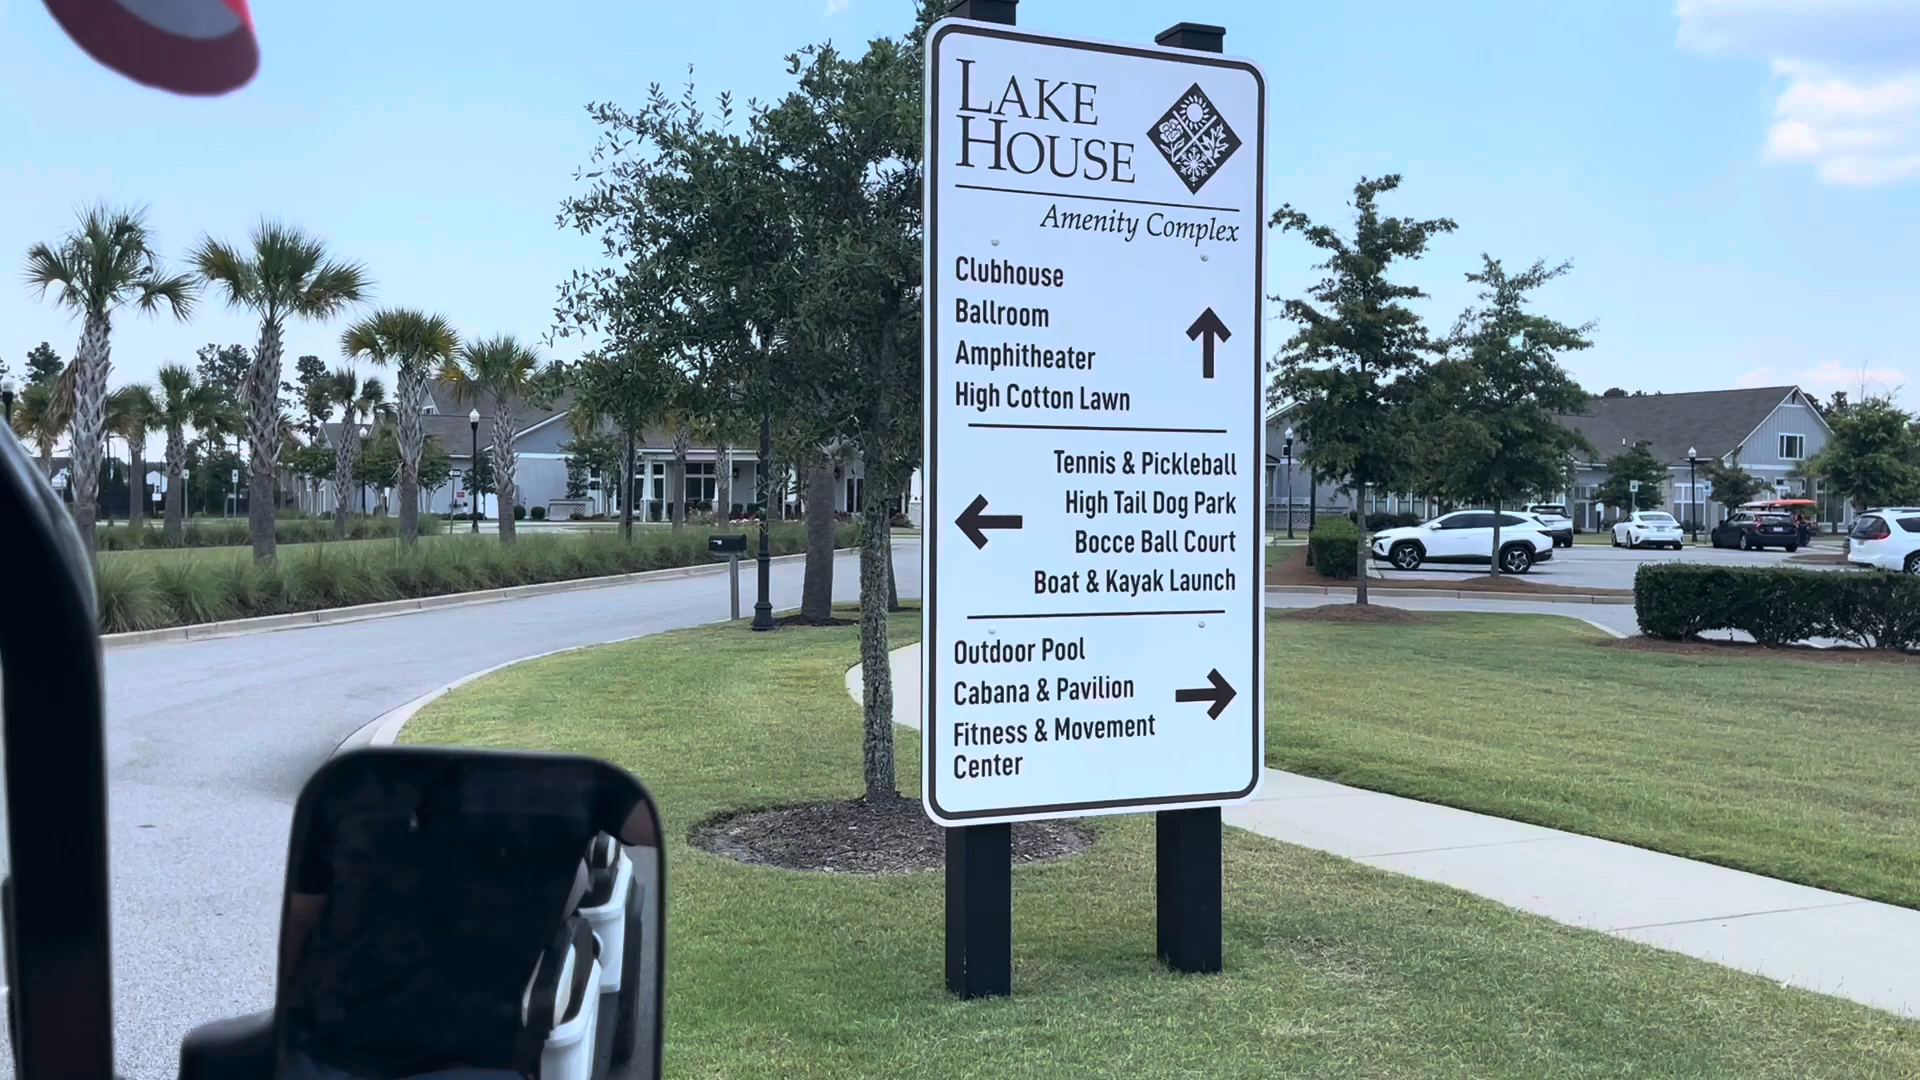 LAKE
HOUSE
Amenity Complex
Clubhouse
Ballroom
Amphitheater
High Cotton Lawn
Tennis & Pickleball
High Tail Dog Park
Bocce Ball Court
Boat & Kayak Launch
Outdoor Pool
Cabana & Pavilion
Fitness & Movement
Center